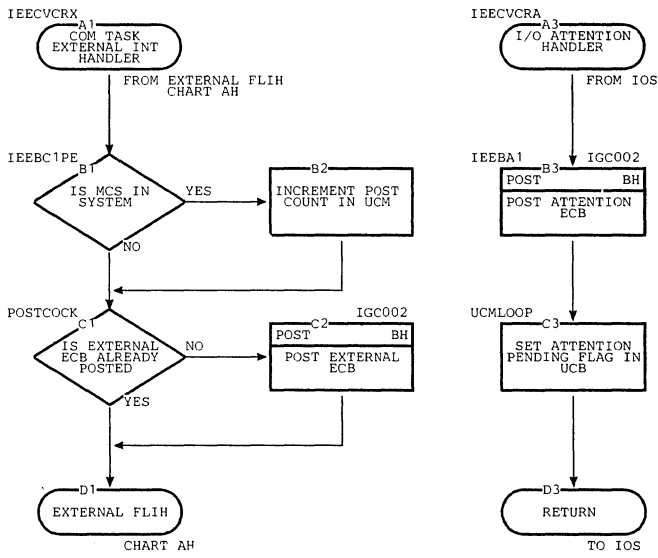 IEECVCRX
A1
COM TASK
EXTERNAL INT
HANDLER
FROM EXTERNAL FLIH
CHART AH
IEEBC1PE
B1
IS MCS IN
SYSTEM
YES
NO
B2
INCREMENT POST
COUNT IN UCM
POSTCOCK
C1
IS EXTERNAL
ECB ALREADY
POSTED
NO
YES
IGC002
C2
POST BH
POST EXTERNAL
ECB
D1
EXTERNAL FLIH
CHART AH
IEECVCRA
A3
I/O ATTENTION
HANDLER
FROM IOS
IEEBA1 IGC002
B3
POST BH
POST ATTENTION
ECB
UCMLOOP
C3
SET ATTENTION
PENDING FLAG IN
UCB
D3
RETURN
TO IOS